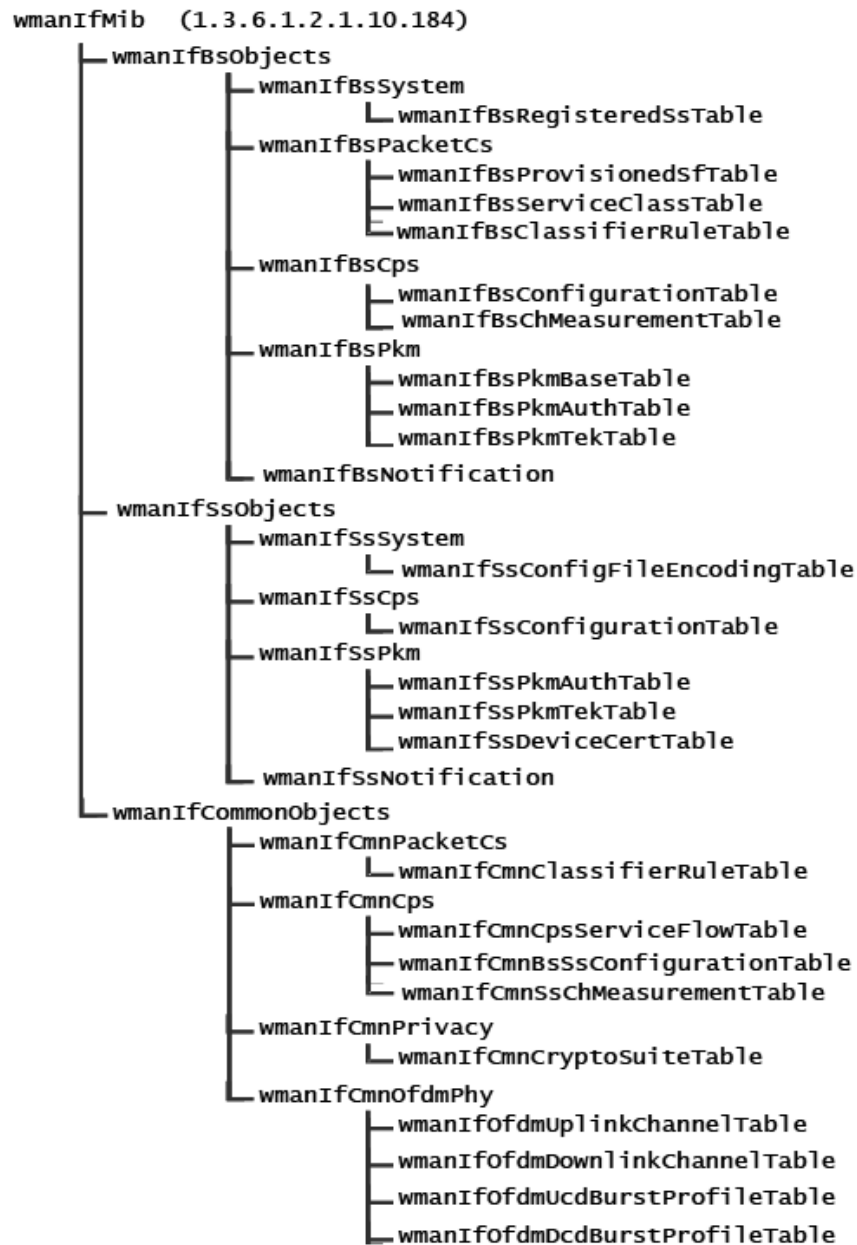 wmanIfMib (1.3.6.1.2.1.10.184)
wmanIfBsObjects
wmanIfBsSystem
wmanIfBsRegisteredSsTable
wmanIfBsPacketCs
wmanIfBsProvisionedSfTable
wmanIfBsServiceClassTable
wmanIfBsClassifierRuleTable
wmanIfBsCps
wmanIfBsConfigurationTable
wmanIfBsChMeasurementTable
wmanIfBsPkm
wmanIfBsPkmBaseTable
wmanIfBsPkmAuthTable
wmanIfBsPkmTekTable
wmanIfBsNotification
wmanIfSsObjects
wmanIfSsSystem
wmanIfSsConfigFileEncodingTable
wmanIfSsCps
wmanIfSsConfigurationTable
wmanIfSsPkm
wmanIfSsPkmAuthTable
wmanIfSsPkmTekTable
wmanIfSsDeviceCertTable
wmanIfSsNotification
wmanIfCommonObjects
wmanIfCmnPacketCs
wmanIfCmnClassifierRuleTable
wmanIfCmnCps
wmanIfCmnCpsServiceFlowTable
wmanIfCmnBsSsConfigurationTable
wmanIfCmnSsChMeasurementTable
wmanIfCmnPrivacy
wmanIfCmnCryptoSuiteTable
wmanIfCmnOfdmPhy
wmanIfOfdmUplinkChannelTable
wmanIfOfdmDownlinkChannelTable
wmanIfOfdmUcdBurstProfileTable
wmanIfOfdmDcdBurstProfileTable